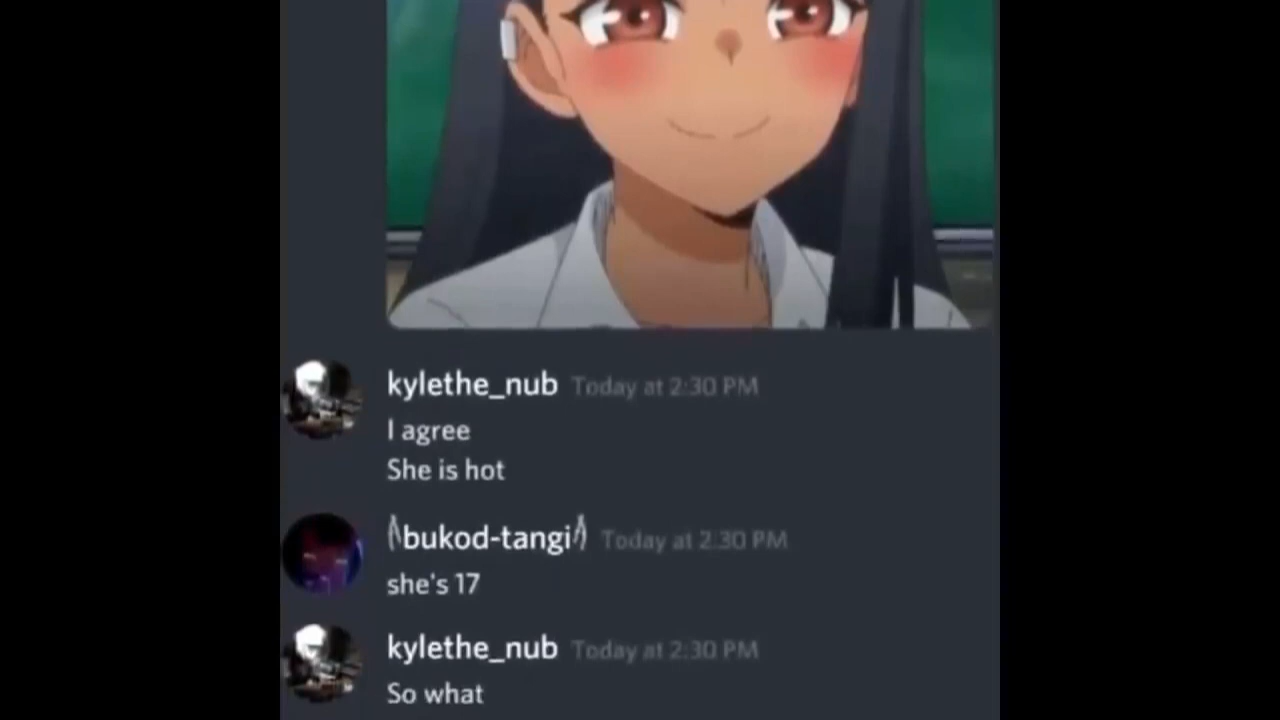 kylethe_nub Today at 2:30 PM
I agree
She is hot
bukod-tangi Today at 2:30 PM
she's 17
kylethe_nub Today at 2:30 PM
So what